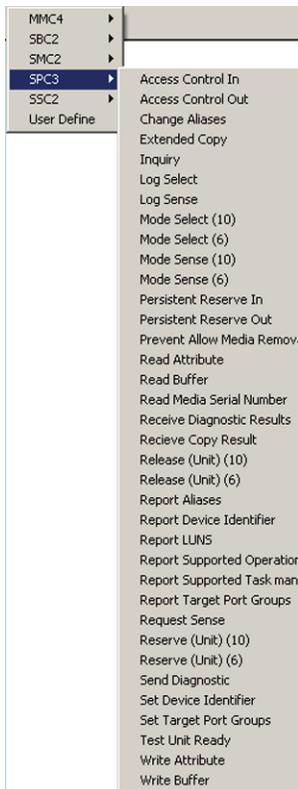 MMC4
SBC2
SMC2
SPC3
SSC2
User Define
Access Control In
Access Control Out
Change Aliases
Extended Copy
Inquiry
Log Select
Log Sense
Mode Select (10)
Mode Select (6)
Mode Sense (10)
Mode Sense (6)
Persistent Reserve In
Persistent Reserve Out
Prevent Allow Media Remova
Read Attribute
Read Buffer
Read Media Serial Number
Receive Diagnostic Results
Recieve Copy Result
Release (Unit) (10)
Release (Unit) (6)
Report Aliases
Report Device Identifier
Report LUNS
Report Supported Operation
Report Supported Task man
Report Target Port Groups
Request Sense
Reserve (Unit) (10)
Reserve (Unit) (6)
Send Diagnostic
Set Device Identifier
Set Target Port Groups
Test Unit Ready
Write Attribute
Write Buffer